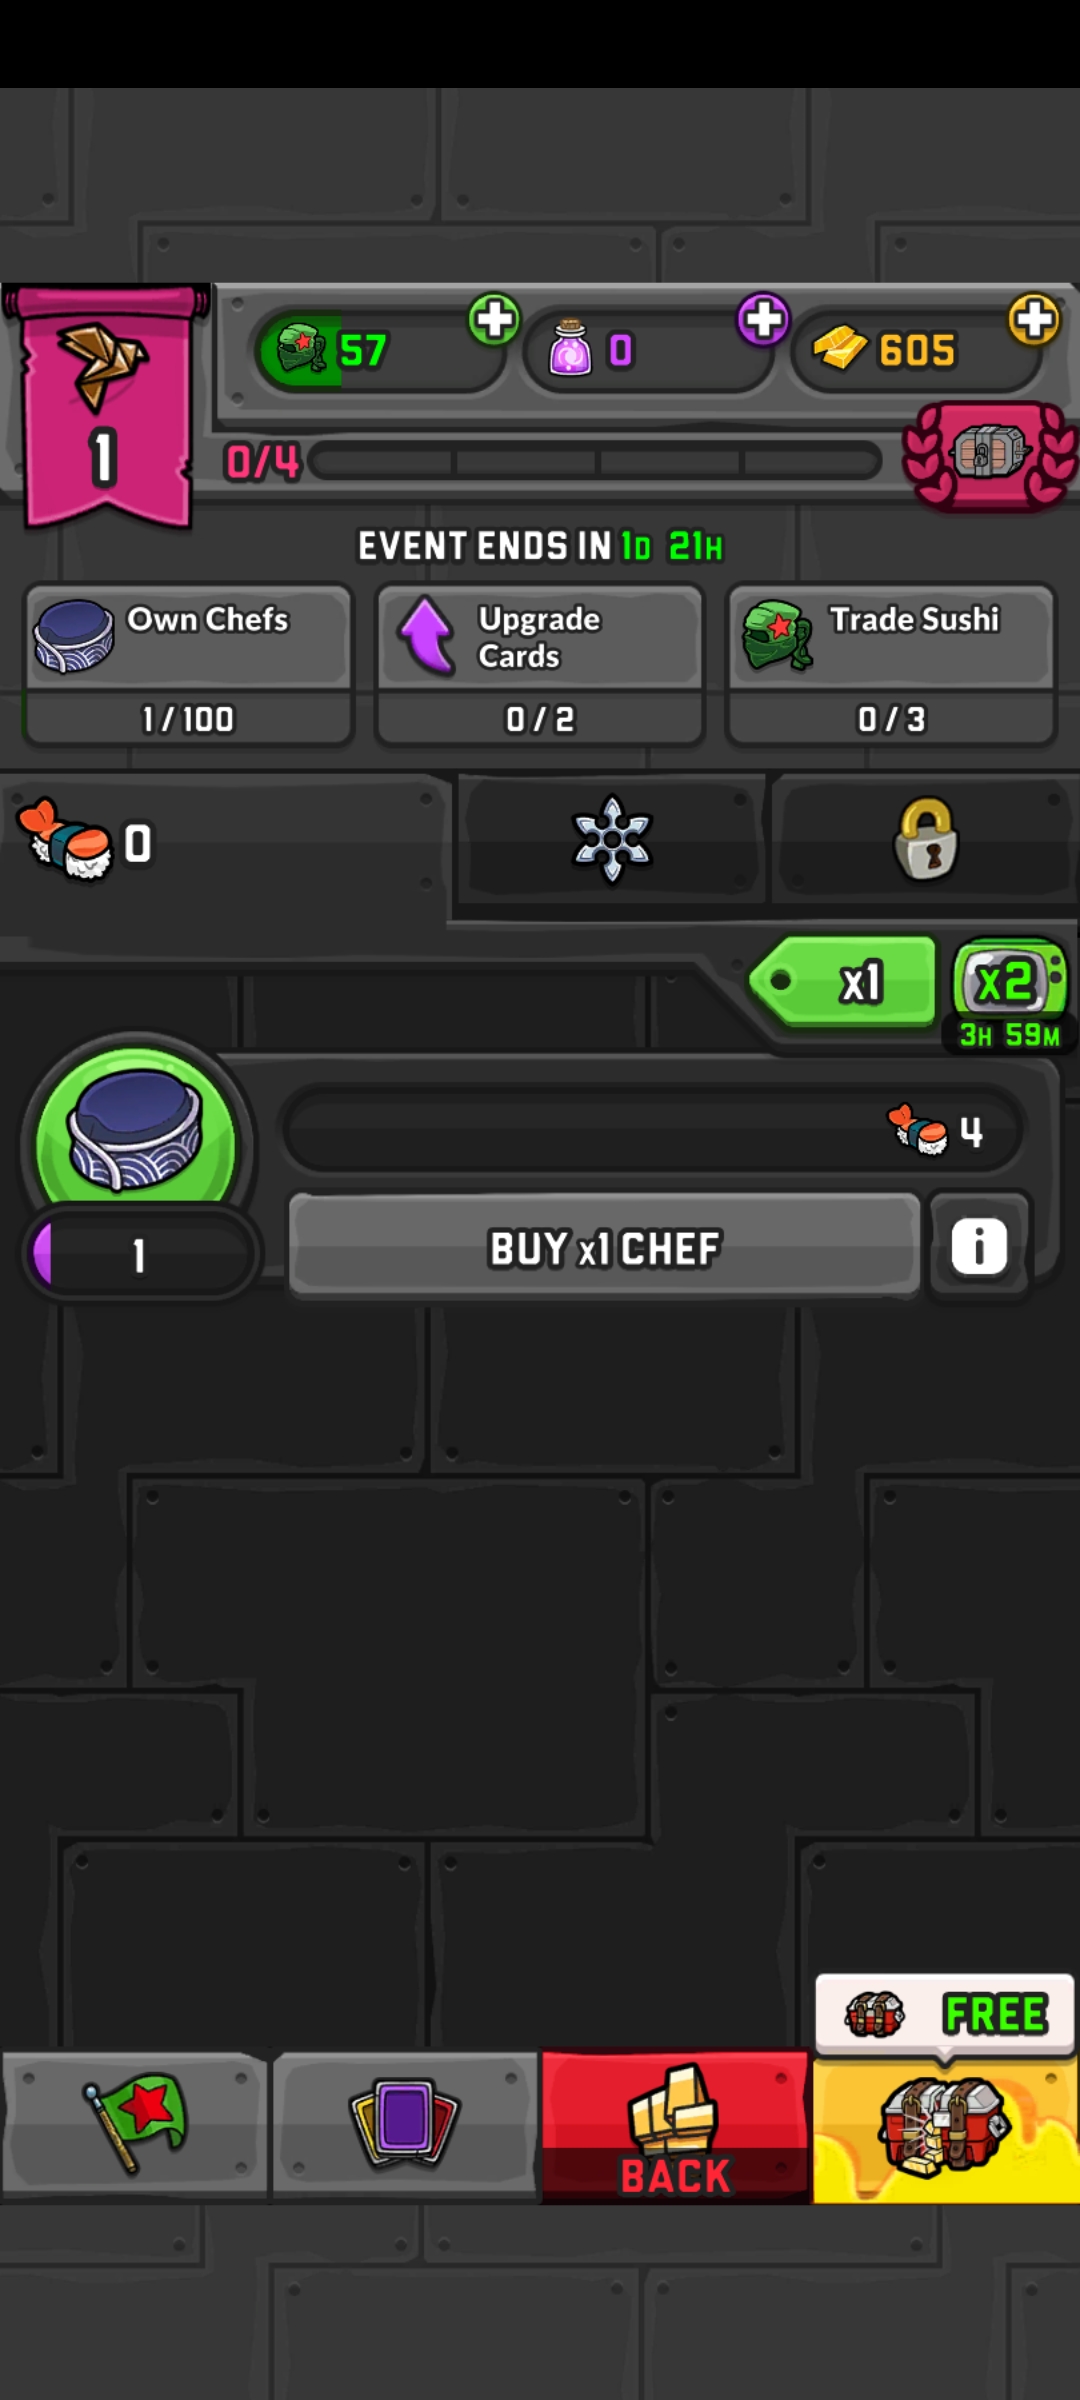 57
0
605
1
0/4
EVENT ENDS IN 1D 21H
Own Chefs
Upgrade
Cards
Trade Sushi
1 / 100
0 / 2
0 / 3
0
x1
x2
3H 59M
4
1
BUY x1 CHEF
i
FREE
BACK